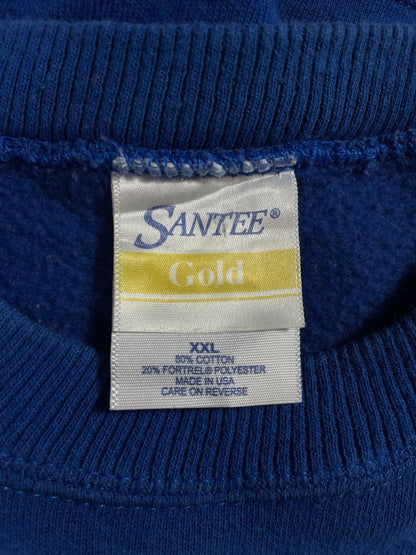 SANTEE®
Gold
XXL
80% COTTON
20% FORTREL® POLYESTER
MADE IN USA
CARE ON REVERSE